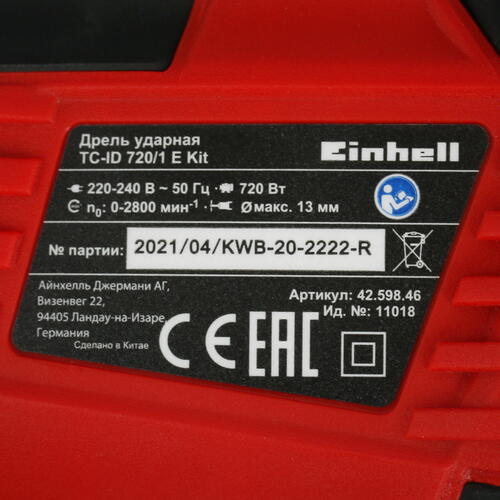 Дрель ударная
TC-ID 720/1 E Kit
Einhell
220-240 В ~ 50 Гц · 720 Вт
n₀: 0-2800 мин⁻¹ · Ø макс. 13 мм
№ партии: 2021/04/KWB-20-2222-R
Айнхелль Джермани АГ,
Визенвег 22,
94405 Ландау-на-Изаре,
Германия
Сделано в Китае
Артикул: 42.598.46
Ид. №: 11018
CE EAC